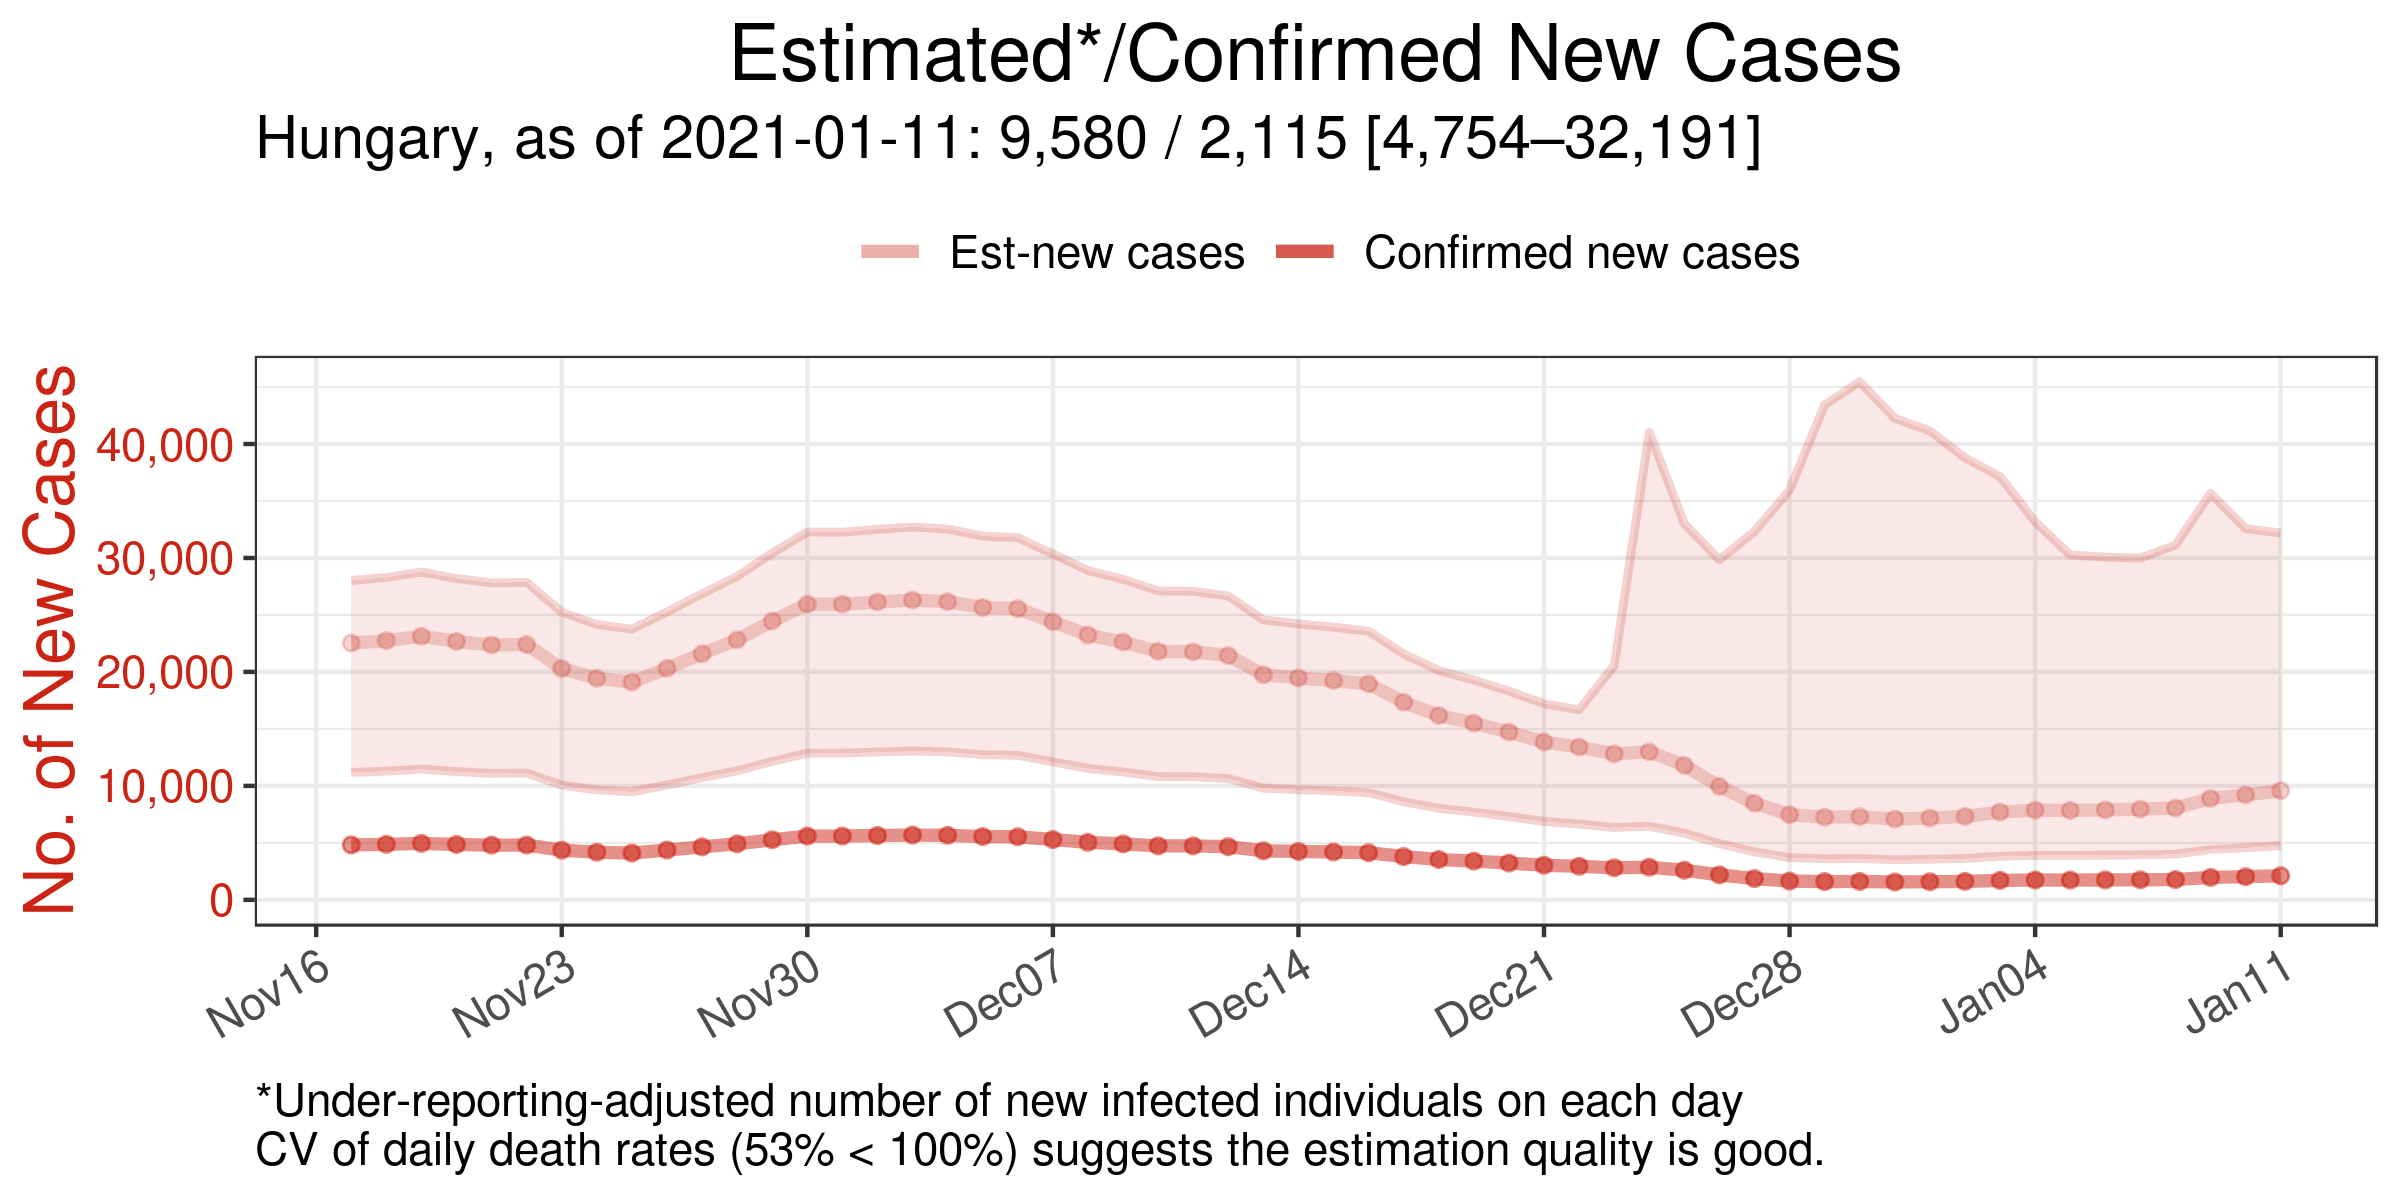 Estimated*/Confirmed New Cases
Hungary, as of 2021-01-11: 9,580 / 2,115 [4,754–32,191]
Est-new cases
Confirmed new cases
No. of New Cases
40,000
30,000
20,000
10,000
0
Nov16
Nov23
Nov30
Dec07
Dec14
Dec21
Dec28
Jan04
Jan11
*Under-reporting-adjusted number of new infected individuals on each day
CV of daily death rates (53% < 100%) suggests the estimation quality is good.